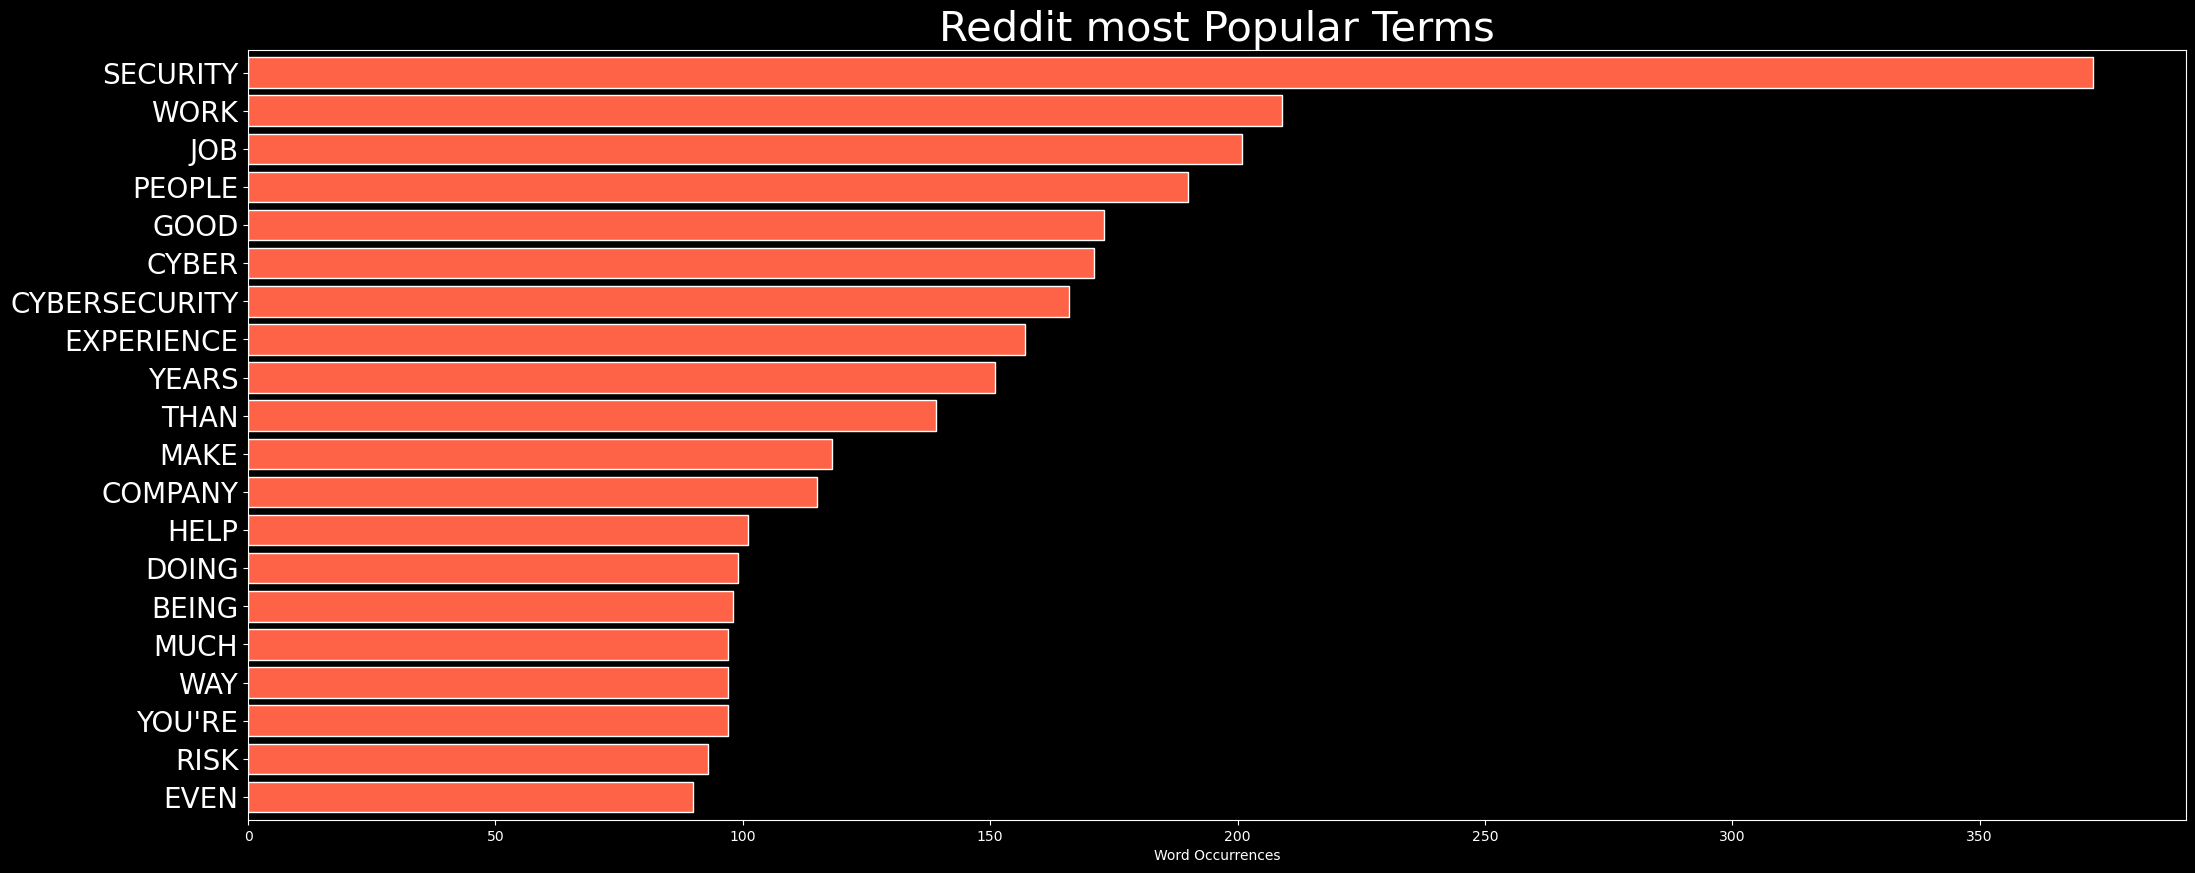 Reddit most Popular Terms
SECURITY
WORK
JOB
PEOPLE
GOOD
CYBER
CYBERSECURITY
EXPERIENCE
YEARS
THAN
MAKE
COMPANY
HELP
DOING
BEING
MUCH
WAY
YOU'RE
RISK
EVEN
0 50 100 150 200 250 300 350
Word Occurrences